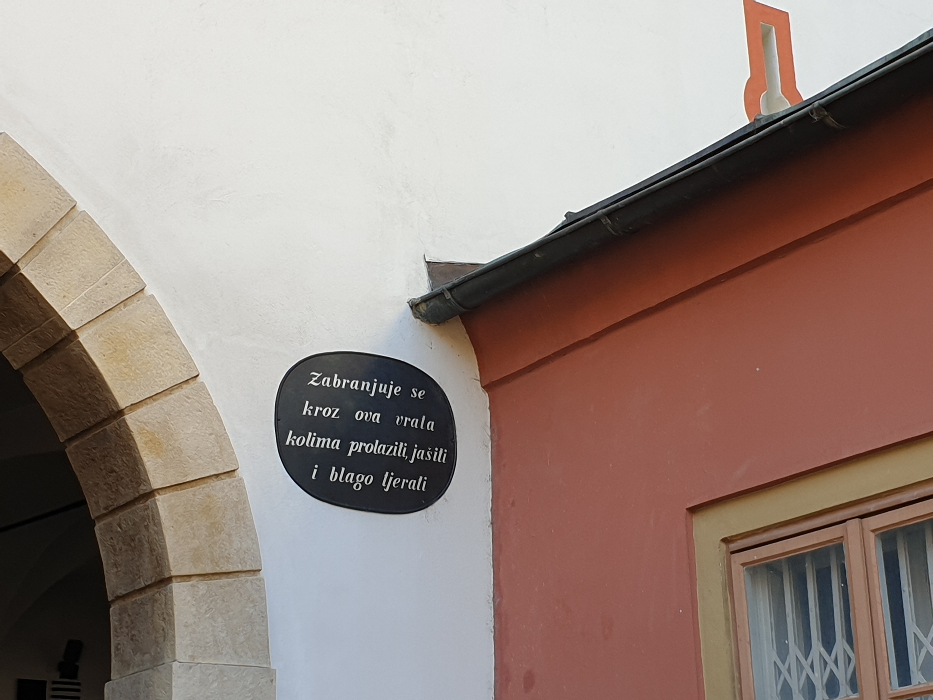 Zabranjuje se
kroz ova vrata
kolima prolaziti, jašiti
i blago tjerati